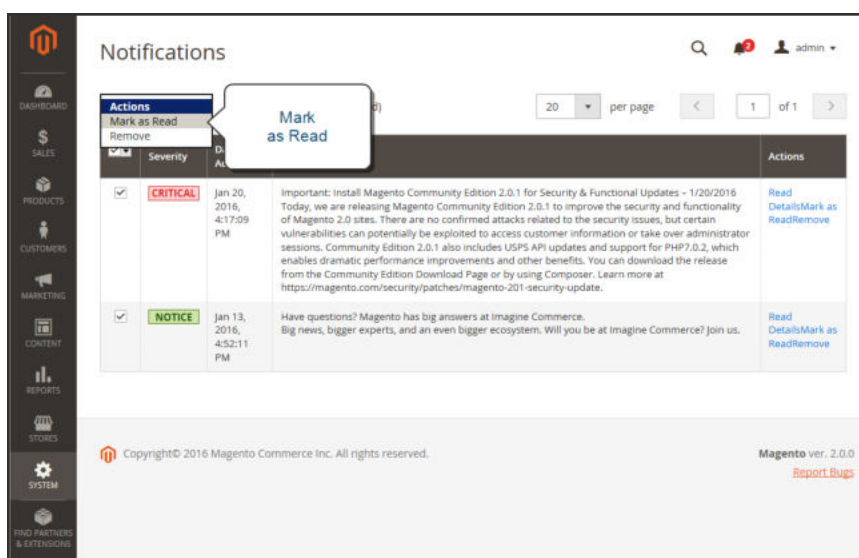 Notifications
2
admin
DASHBOARD
SALES
PRODUCTS
CUSTOMERS
MARKETING
CONTENT
REPORTS
STORES
SYSTEM
FIND PARTNERS
& EXTENSIONS
Actions
Mark as Read
Remove
Mark
as Read
d)
20
per page
1
of 1
Severity
Actions
CRITICAL
Jan 20,
2016,
4:17:09
PM
Important: Install Magento Community Edition 2.0.1 for Security & Functional Updates – 1/20/2016
Today, we are releasing Magento Community Edition 2.0.1 to improve the security and functionality
of Magento 2.0 sites. There are no confirmed attacks related to the security issues, but certain
vulnerabilities can potentially be exploited to access customer information or take over administrator
sessions. Community Edition 2.0.1 also includes USPS API updates and support for PHP7.0.2, which
enables dramatic performance improvements and other benefits. You can download the release
from the Community Edition Download Page or by using Composer. Learn more at
https://magento.com/security/patches/magento-201-security-update.
Read
DetailsMark as
ReadRemove
NOTICE
Jan 13,
2016,
4:52:11
PM
Have questions? Magento has big answers at Imagine Commerce.
Big news, bigger experts, and an even bigger ecosystem. Will you be at Imagine Commerce? Join us.
Read
DetailsMark as
ReadRemove
Copyright© 2016 Magento Commerce Inc. All rights reserved.
Magento ver. 2.0.0
Report Bugs